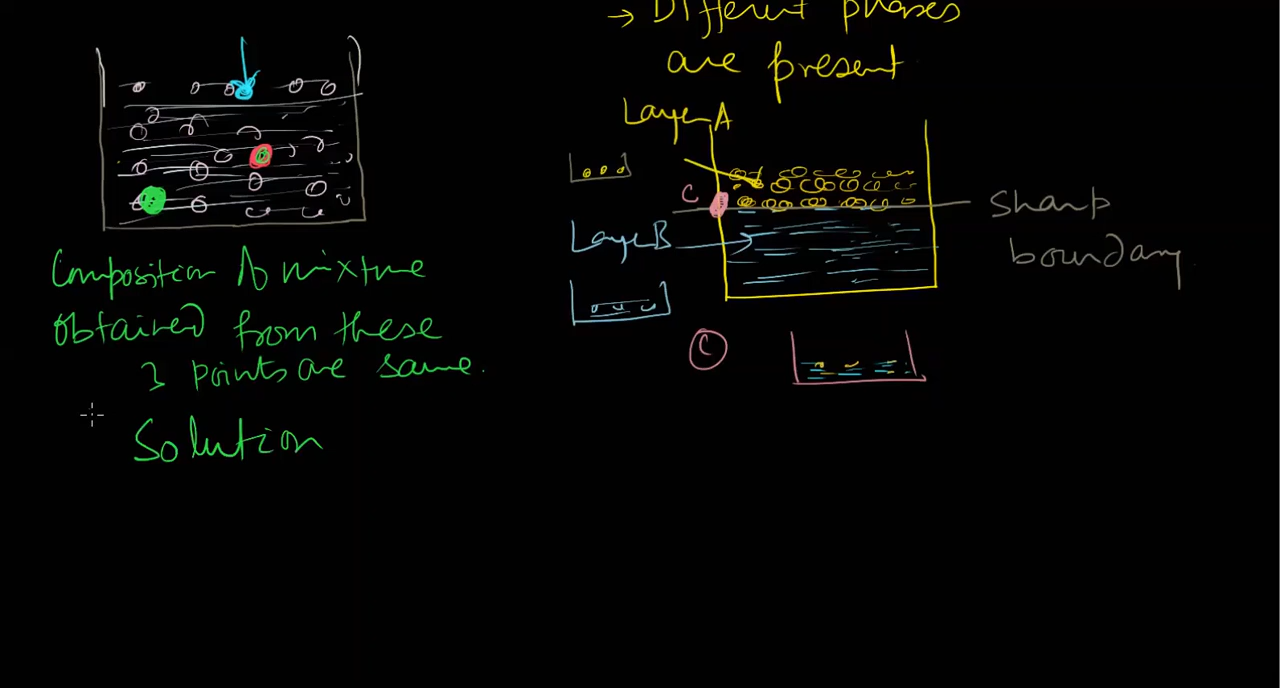 → Different phases
are present
Layer A
C
Layer B
Sharp
boundary
Composition of mixture
obtained from these
3 points are same.
Solution
C